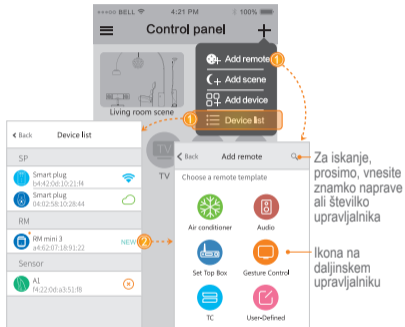 BELL 4:21 PM 100%
Control panel
Add remote 1
Add scene
Add device
Device list
1
Living room scene
TV
TV
Back Device list
SP
Smart plug
b4:42:0d:10:21:f4
Smart plug
04:02:58:10:28:44
RM
RM mini 3
a4:62:07:18:91:22
NEW 2
Sensor
A1
f4:22:0d:a3:51:f8
Back Add remote
Choose a remote template
Air conditioner Audio
Set Top Box Gesture Control
TC User-Defined
Za iskanje,
prosimo, vnesite
znamko naprave
ali številko
upravljalnika
Ikona na
daljinskem
upravljalniku